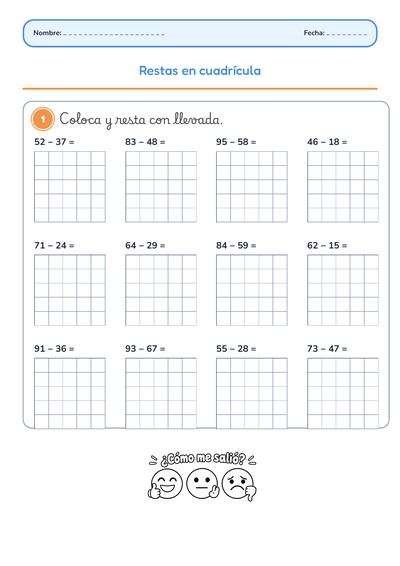 Nombre: Fecha:
Restas en cuadrícula
1 Coloca y resta con llevada.
52 – 37 = 83 – 48 = 95 – 58 = 46 – 18 =
71 – 24 = 64 – 29 = 84 – 59 = 62 – 15 =
91 – 36 = 93 – 67 = 55 – 28 = 73 – 47 =
¿Cómo me salió?